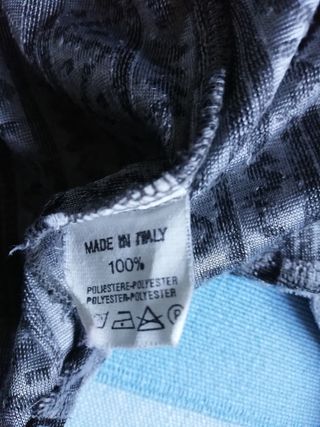 MADE IN ITALY
100%
POLIESTERE-POLYESTER
POLYESTER-POLYESTER
P